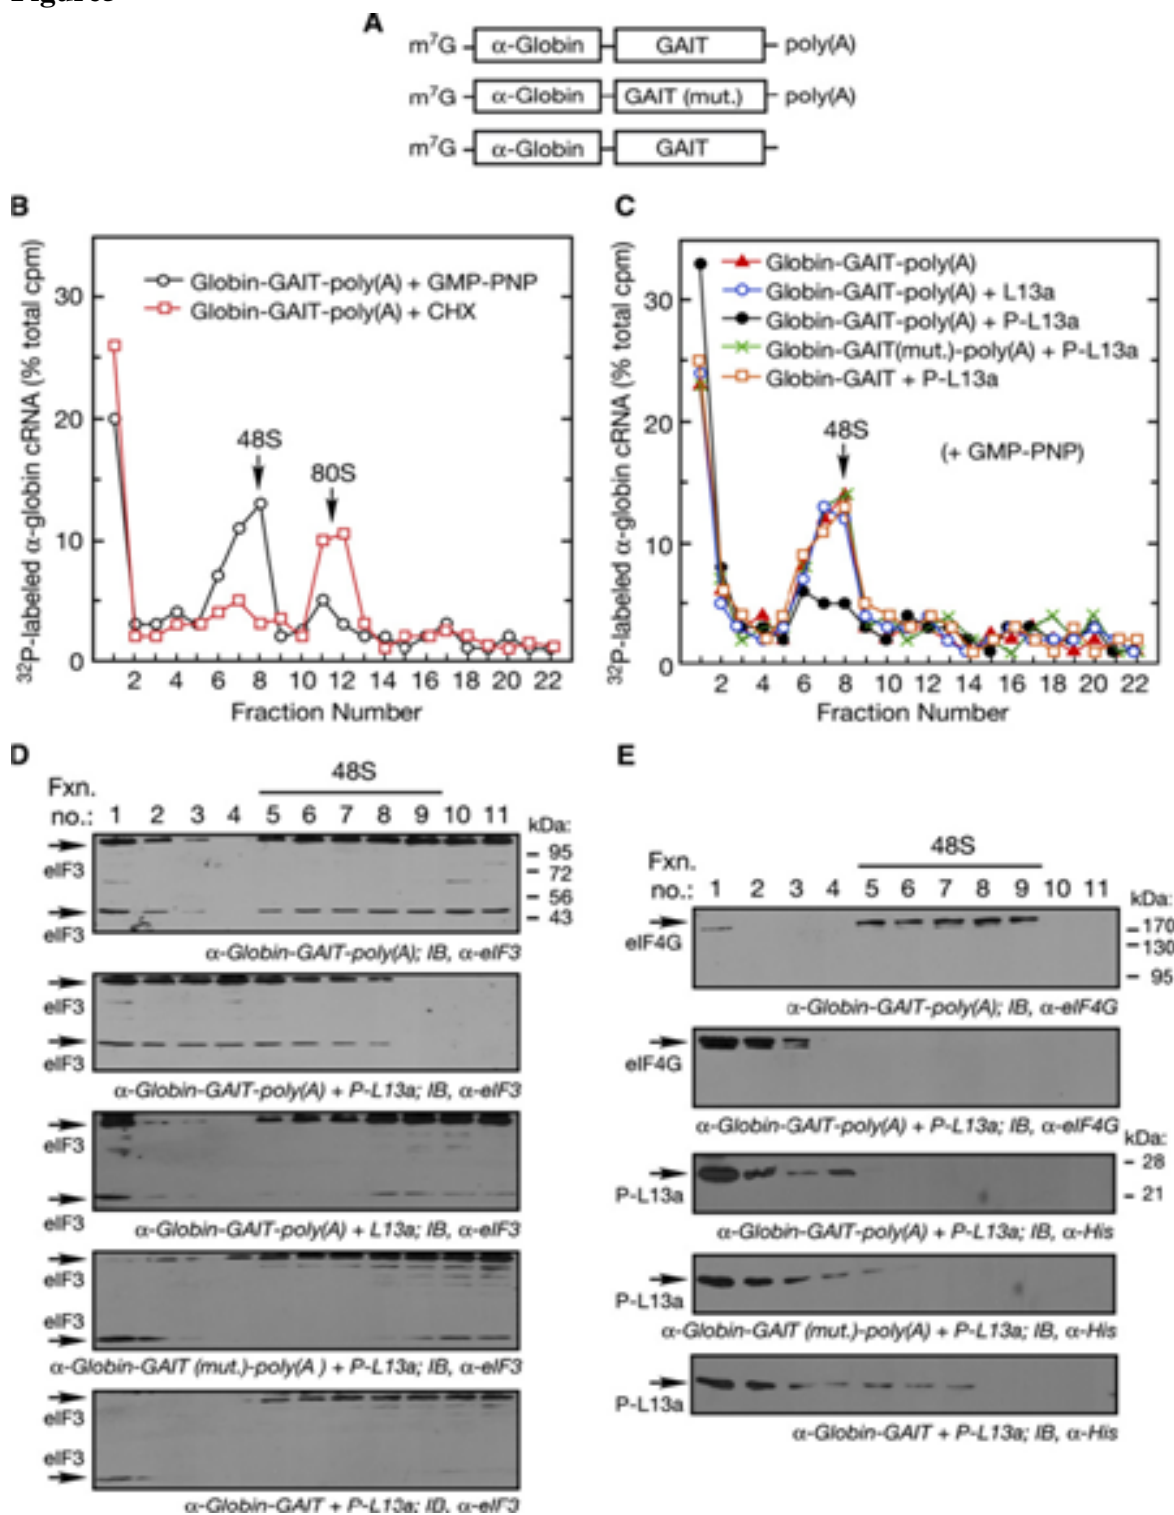 Figures
A
m⁷G α-Globin GAIT poly(A)
m⁷G α-Globin GAIT (mut.) poly(A)
m⁷G α-Globin GAIT
B
³²P-labeled α-globin cRNA (% total cpm)
30
20
10
0
Globin-GAIT-poly(A) + GMP-PNP
Globin-GAIT-poly(A) + CHX
48S
80S
2 4 6 8 10 12 14 16 18 20 22
Fraction Number
C
³²P-labeled α-globin cRNA (% total cpm)
30
20
10
0
Globin-GAIT-poly(A)
Globin-GAIT-poly(A) + L13a
Globin-GAIT-poly(A) + P-L13a
Globin-GAIT(mut.)-poly(A) + P-L13a
Globin-GAIT + P-L13a
48S
(+ GMP-PNP)
2 4 6 8 10 12 14 16 18 20 22
Fraction Number
D
48S
Fxn.
no.: 1 2 3 4 5 6 7 8 9 10 11
kDa:
95
72
56
43
eIF3
eIF3
α-Globin-GAIT-poly(A); IB, α-eIF3
eIF3
eIF3
α-Globin-GAIT-poly(A) + P-L13a; IB, α-eIF3
eIF3
eIF3
α-Globin-GAIT-poly(A) + L13a; IB, α-eIF3
eIF3
eIF3
α-Globin-GAIT (mut.)-poly(A ) + P-L13a; IB, α-eIF3
eIF3
eIF3
α-Globin-GAIT + P-L13a; IB, α-eIF3
E
48S
Fxn.
no.: 1 2 3 4 5 6 7 8 9 10 11
kDa:
170
130
95
eIF4G
α-Globin-GAIT-poly(A); IB, α-eIF4G
eIF4G
α-Globin-GAIT-poly(A) + P-L13a; IB, α-eIF4G
kDa:
28
21
P-L13a
α-Globin-GAIT-poly(A) + P-L13a; IB, α-His
P-L13a
α-Globin-GAIT (mut.)-poly(A) + P-L13a; IB, α-His
P-L13a
α-Globin-GAIT + P-L13a; IB, α-His